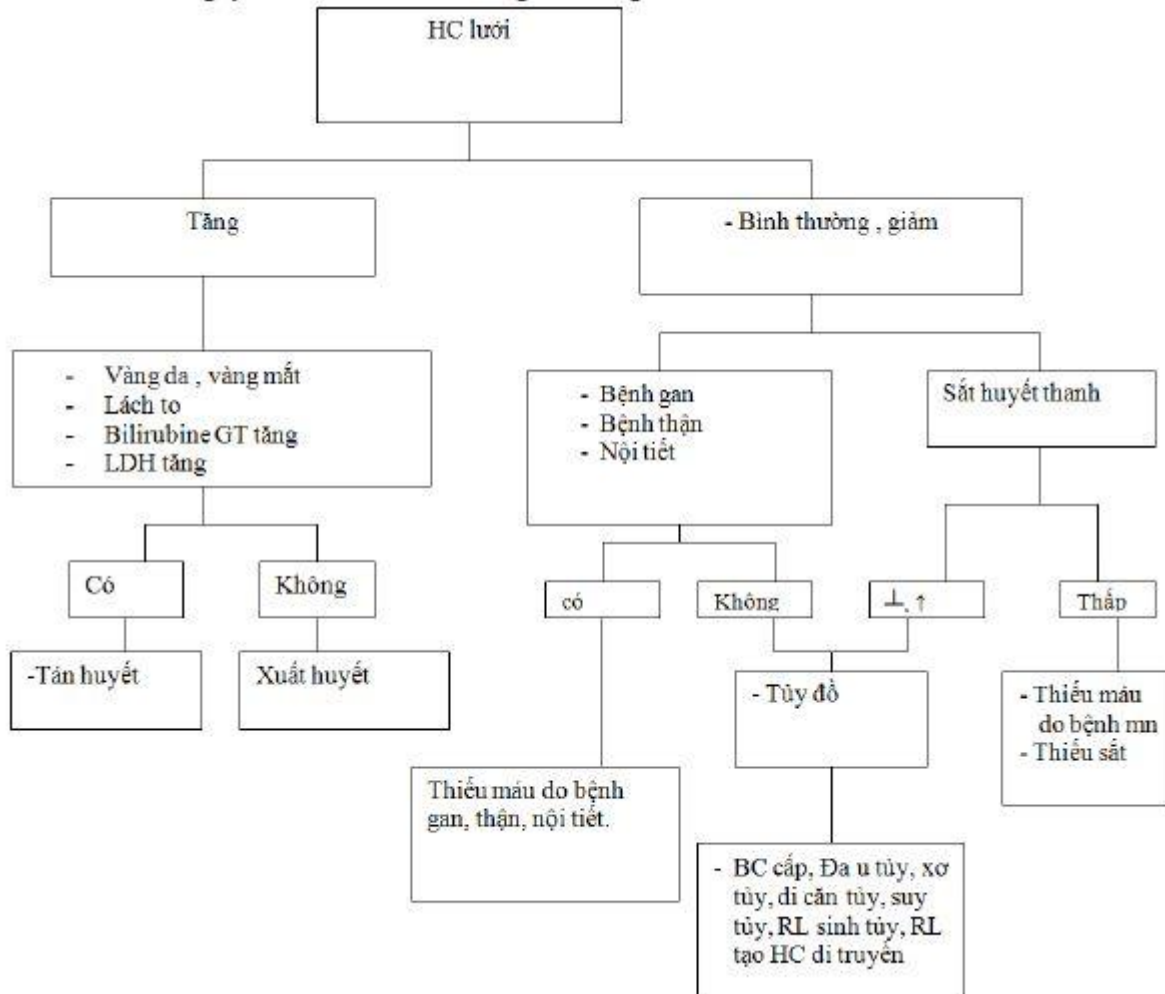 HC lưới
Tăng
- Bình thường , giảm
- Vàng da , vàng mắt
- Lách to
- Bilirubine GT tăng
- LDH tăng
- Bệnh gan
- Bệnh thận
- Nội tiết
Sắt huyết thanh
Có
Không
có
Không
⊥, ↑
Thấp
-Tán huyết
Xuất huyết
- Tủy đồ
- Thiếu máu
do bệnh mn
- Thiếu sắt
Thiếu máu do bệnh
gan, thận, nội tiết.
- BC cấp, Đa u tủy, xơ
tủy, di căn tủy, suy
tủy, RL sinh tủy, RL
tạo HC di truyền